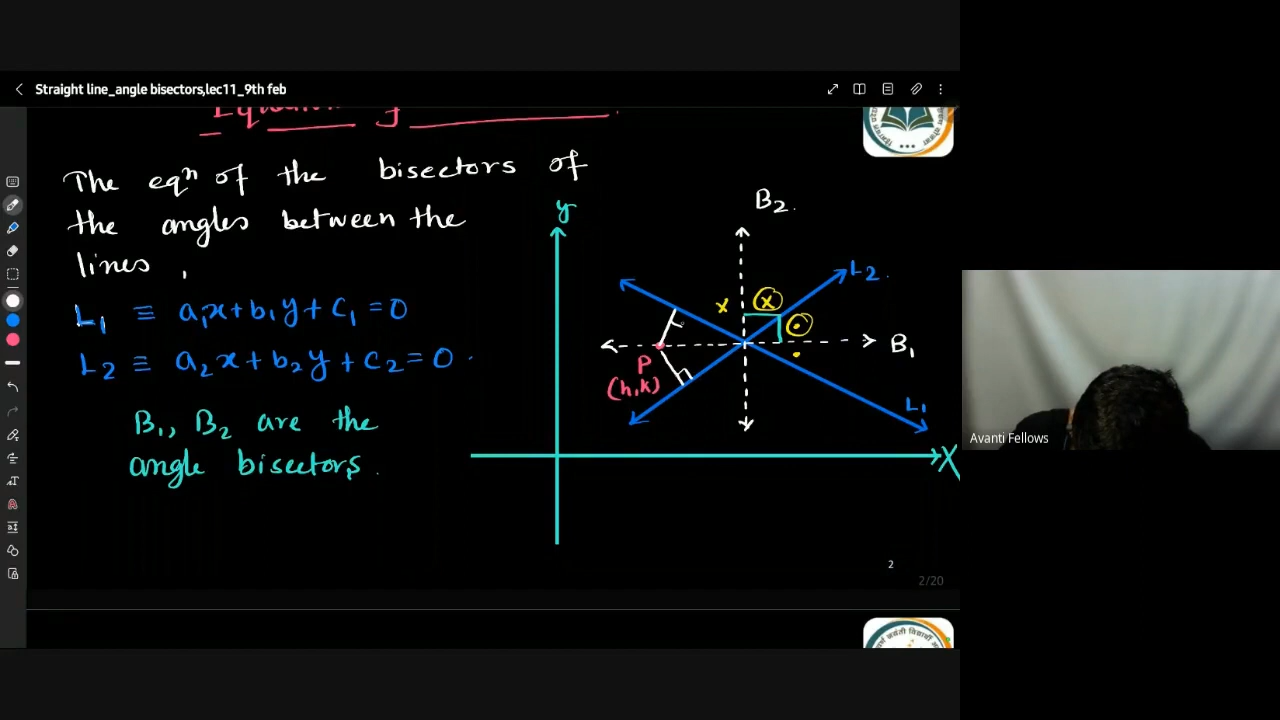 Straight line_angle bisectors,lec11_9th feb
The eqⁿ of the bisectors of
the angles between the
lines ,
L₁ ≡ a₁x+b₁y+c₁=0
L₂ ≡ a₂x+b₂y+c₂=0 .
B₁, B₂ are the
angle bisectors .
y
B₂.
L₂.
x
x
B₁
P
(h,k)
L₁
X
2
2/20
Avanti Fellows